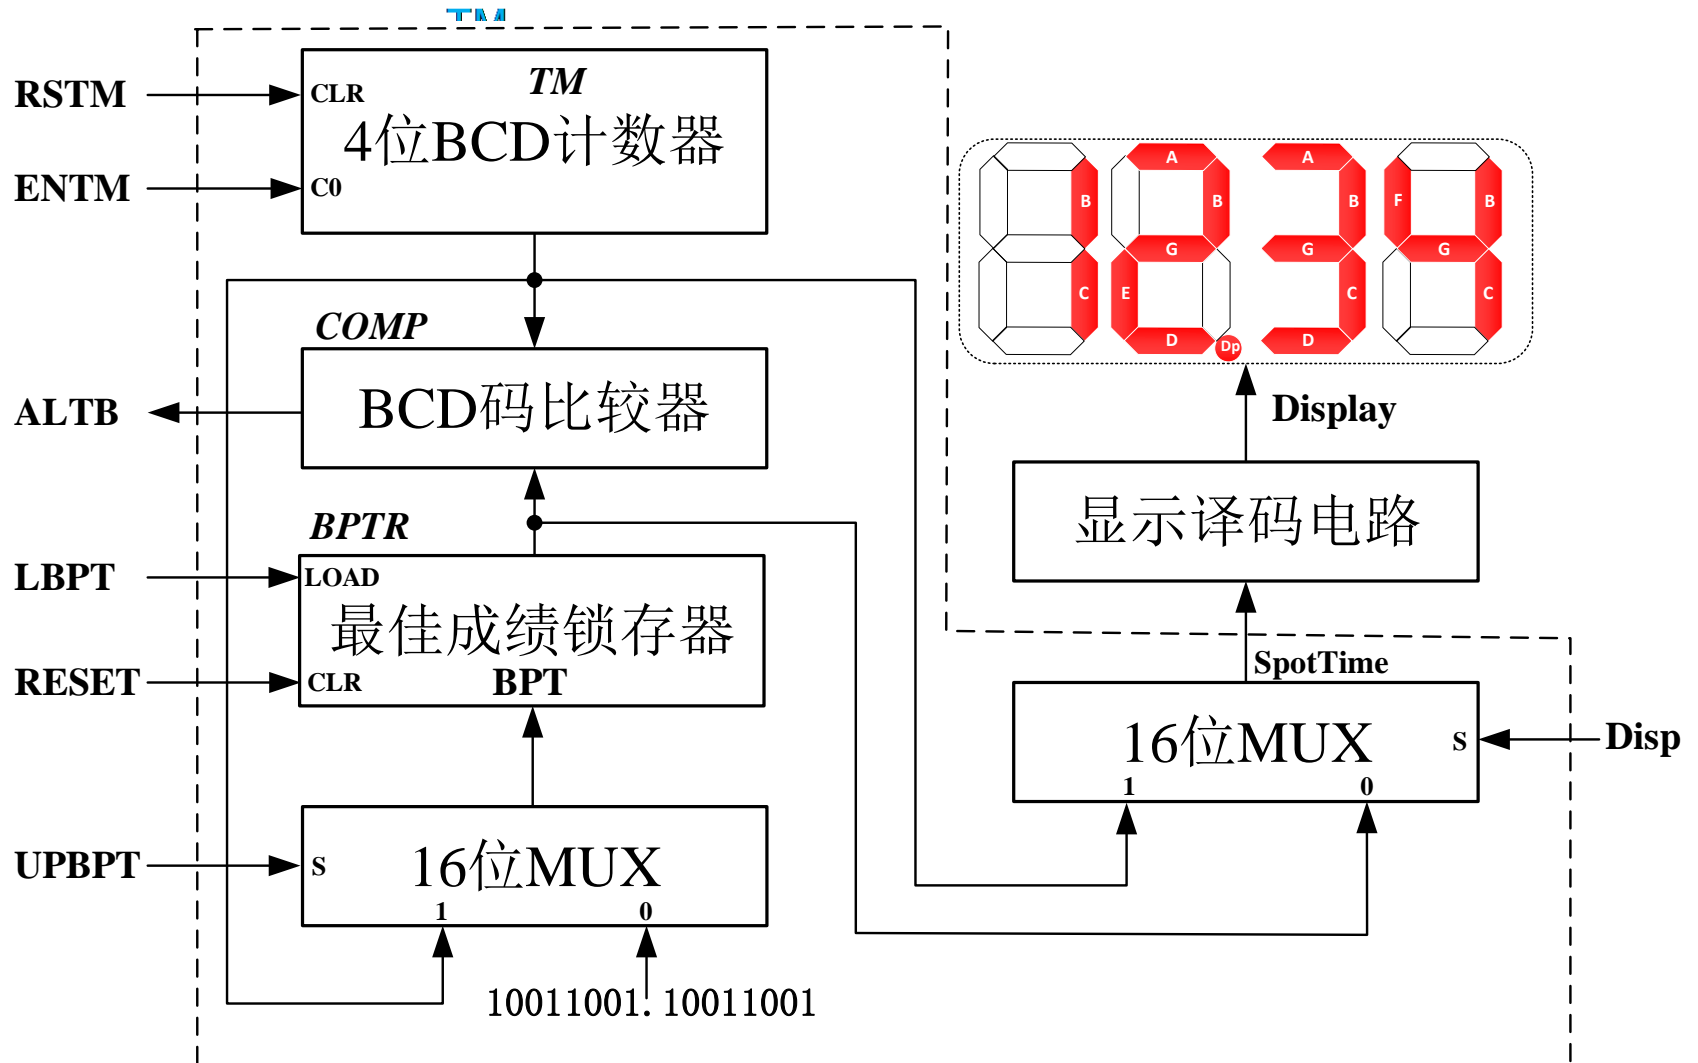 TM
RSTM
CLR
TM
4位BCD计数器
ENTM
C0
A
B
G
E
D
Dp
B
C
A
B
G
C
D
F
B
G
C
COMP
BCD码比较器
ALTB
Display
BPTR
显示译码电路
LBPT
LOAD
最佳成绩锁存器
RESET
CLR
BPT
SpotTime
16位MUX
S
Disp
1
0
UPBPT
S
16位MUX
1
0
10011001. 10011001